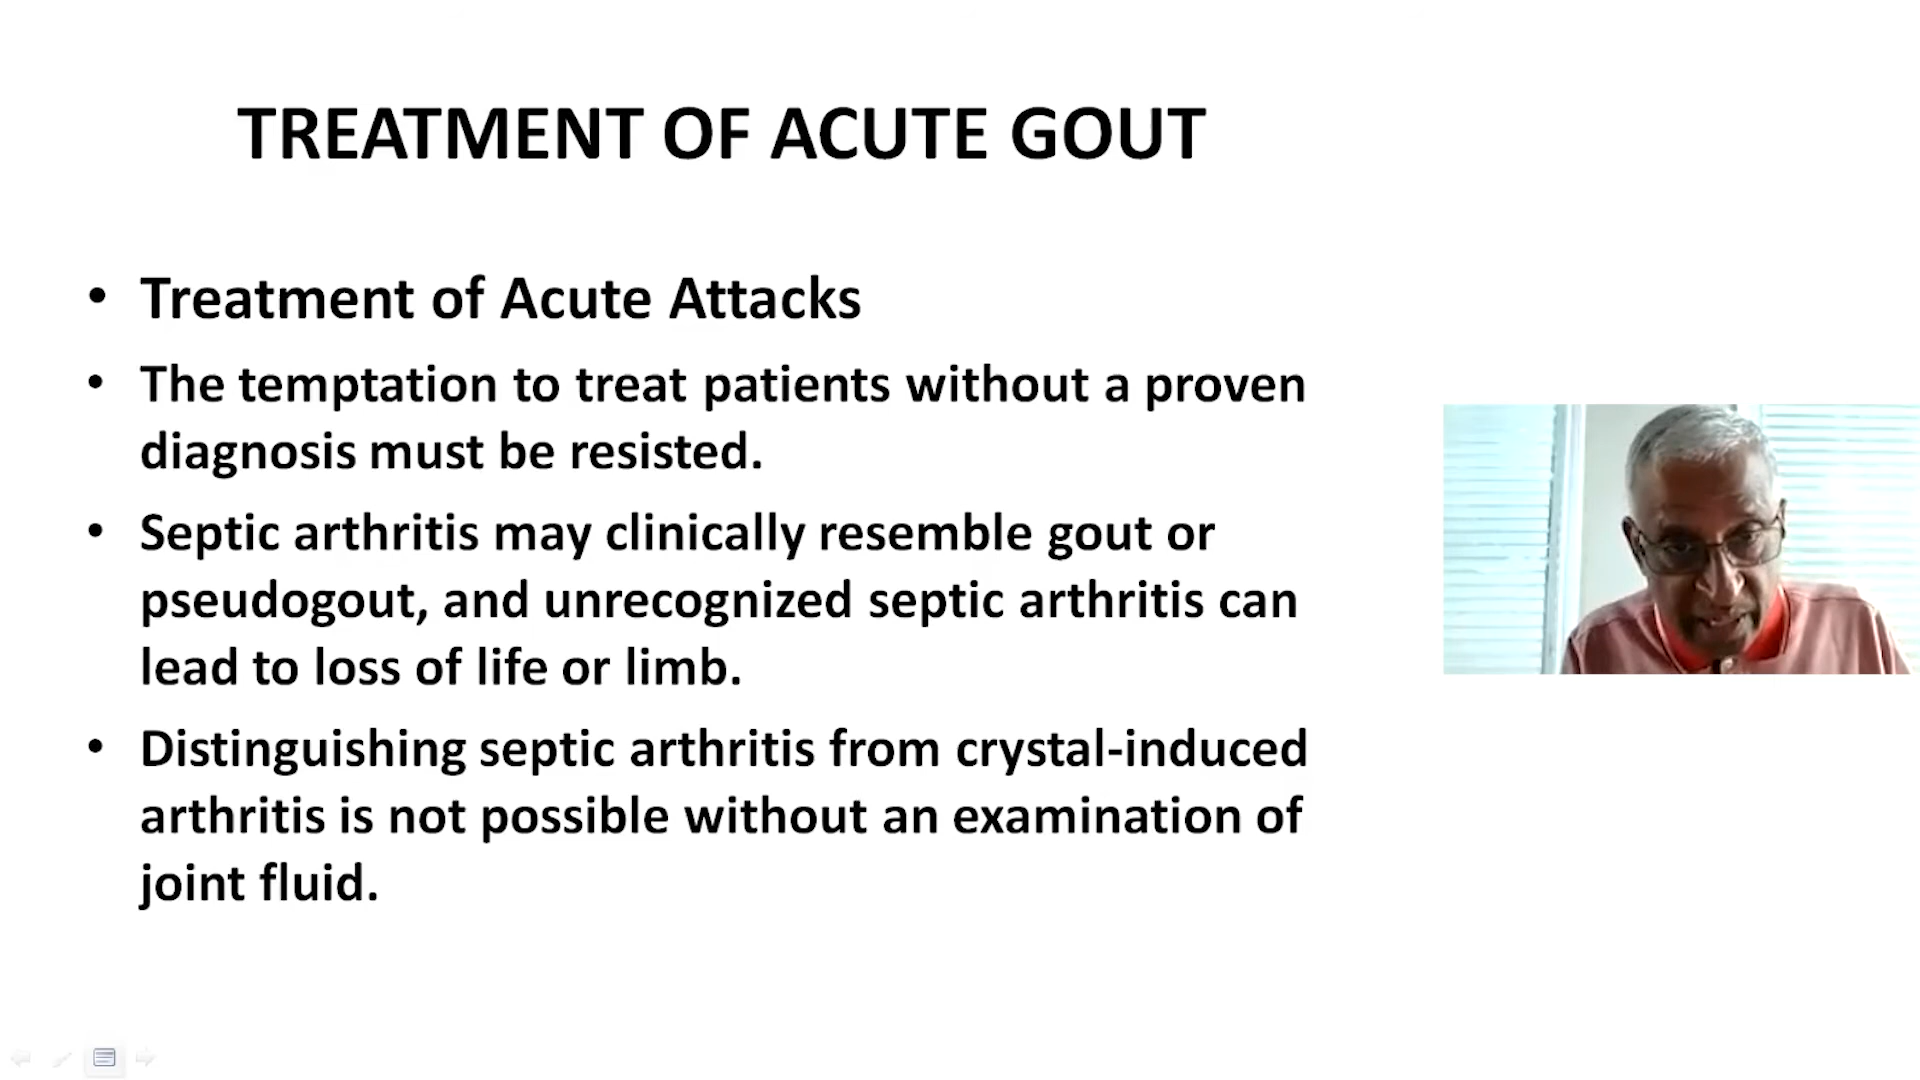 TREATMENT OF ACUTE GOUT
• Treatment of Acute Attacks
• The temptation to treat patients without a proven
diagnosis must be resisted.
• Septic arthritis may clinically resemble gout or
pseudogout, and unrecognized septic arthritis can
lead to loss of life or limb.
• Distinguishing septic arthritis from crystal-induced
arthritis is not possible without an examination of
joint fluid.